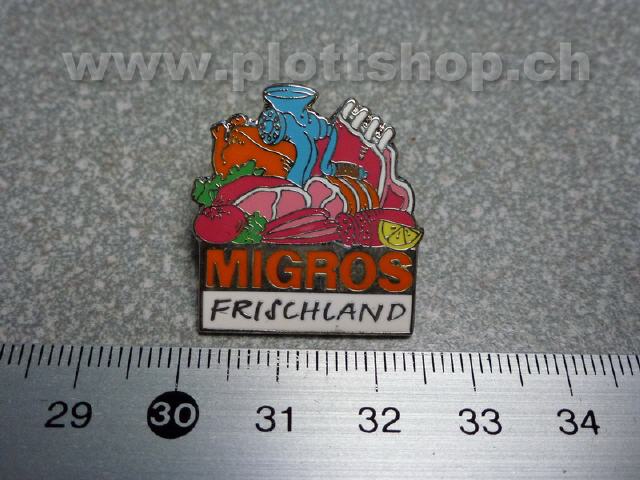 www.plottshop.ch
MIGROS
FRISCHLAND
29 30 31 32 33 34